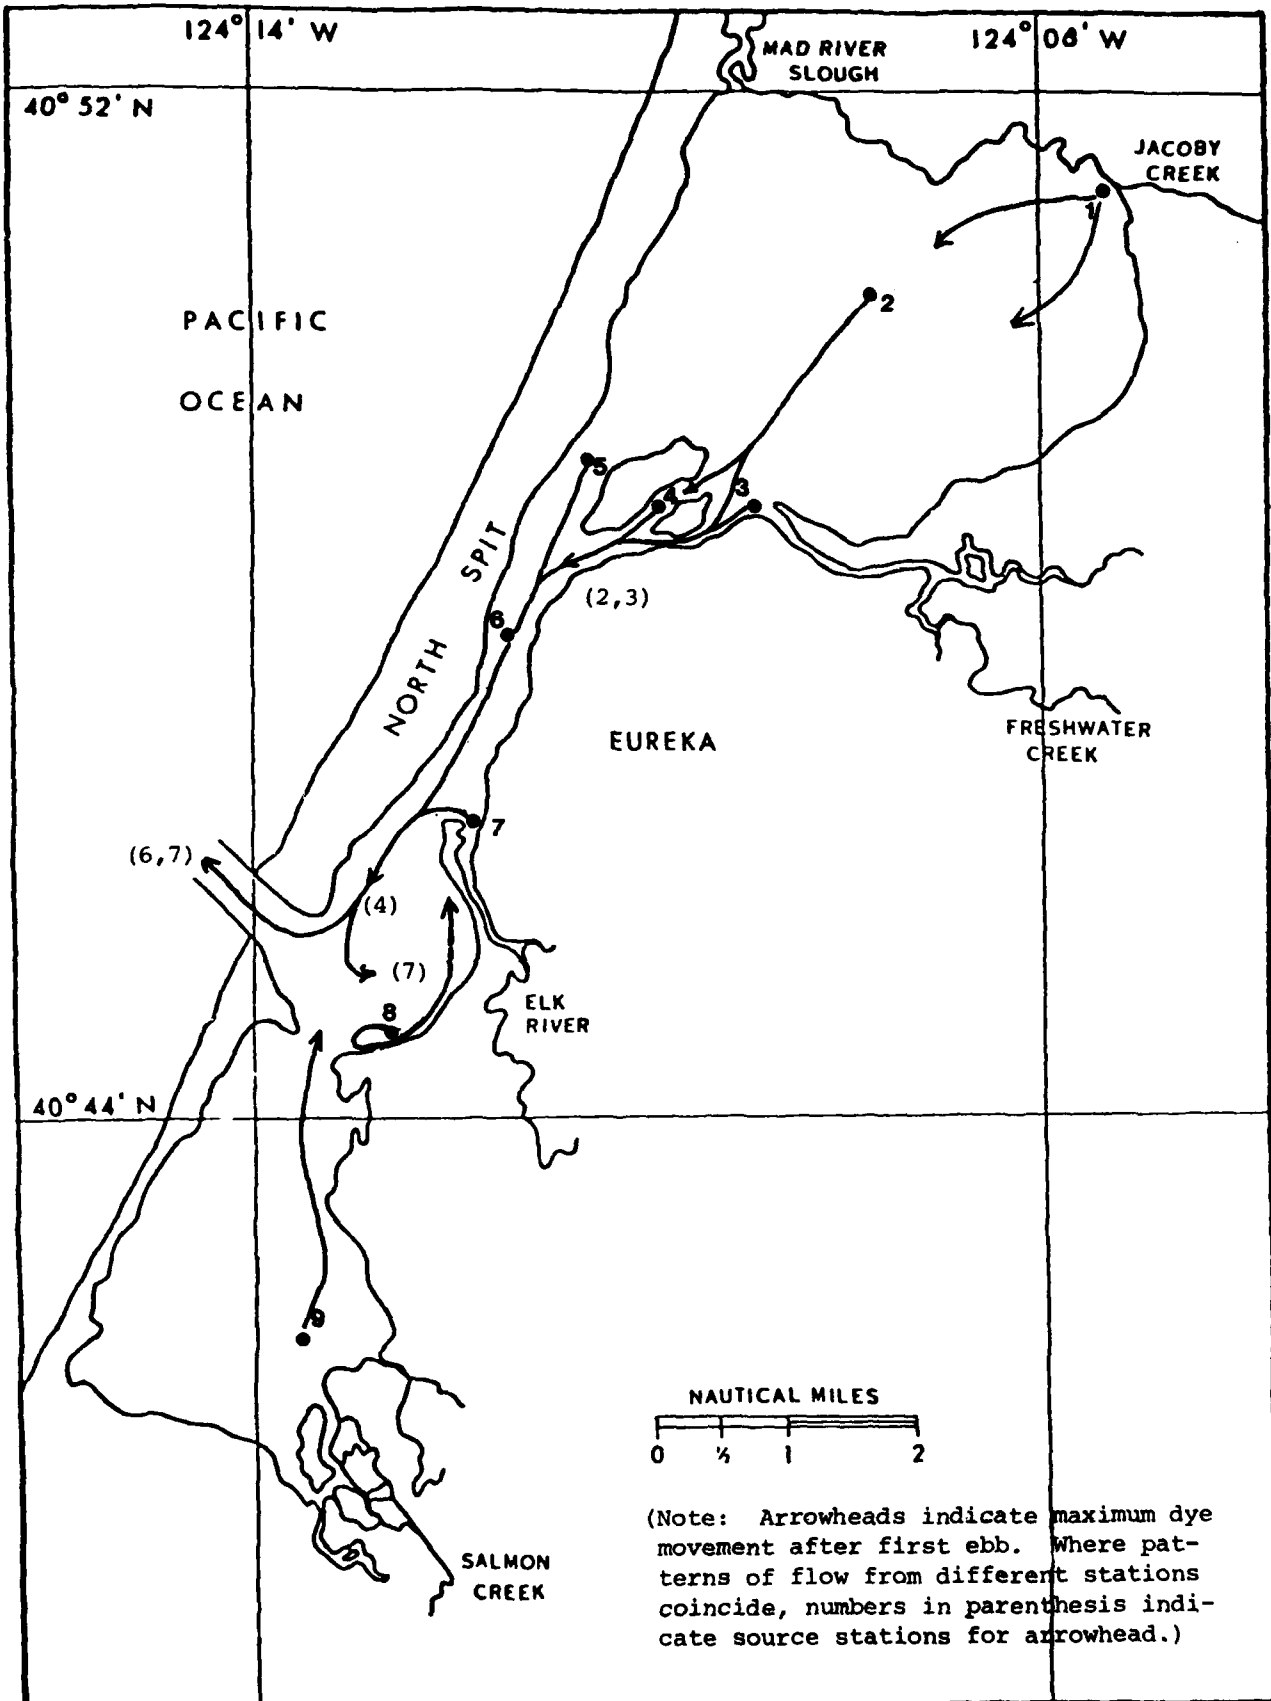 124° 14' W
124° 06' W
MAD RIVER
SLOUGH
40° 52' N
JACOBY
CREEK
1
2
PACIFIC
OCEAN
5
4
3
NORTH SPIT
(2,3)
6
EUREKA
FRESHWATER
CREEK
7
(6,7)
(4)
(7)
8
ELK
RIVER
40° 44' N
9
NAUTICAL MILES
0 ½ 1 2
(Note: Arrowheads indicate maximum dye
movement after first ebb. Where pat-
terns of flow from different stations
coincide, numbers in parenthesis indi-
cate source stations for arrowhead.)
SALMON
CREEK